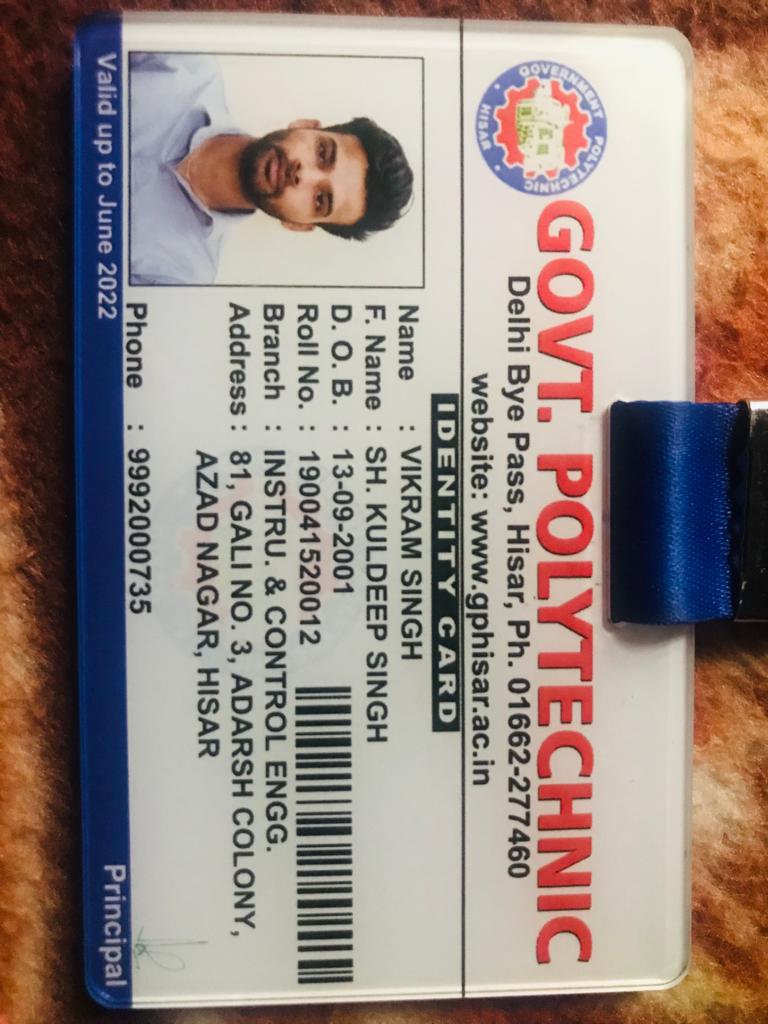 GOVERNMENT POLYTECHNIC
HISAR
GOVT. POLYTECHNIC
Delhi Bye Pass, Hisar, Ph. 01662-277460
website: www.gphisar.ac.in
IDENTITY CARD
Name : VIKRAM SINGH
F. Name : SH. KULDEEP SINGH
D. O. B. : 13-09-2001
Roll No. : 190041520012
Branch : INSTRU. & CONTROL ENGG.
Address : 81, GALI NO. 3, ADARSH COLONY,
AZAD NAGAR, HISAR
Phone : 9992000735
Valid up to June 2022 Principal